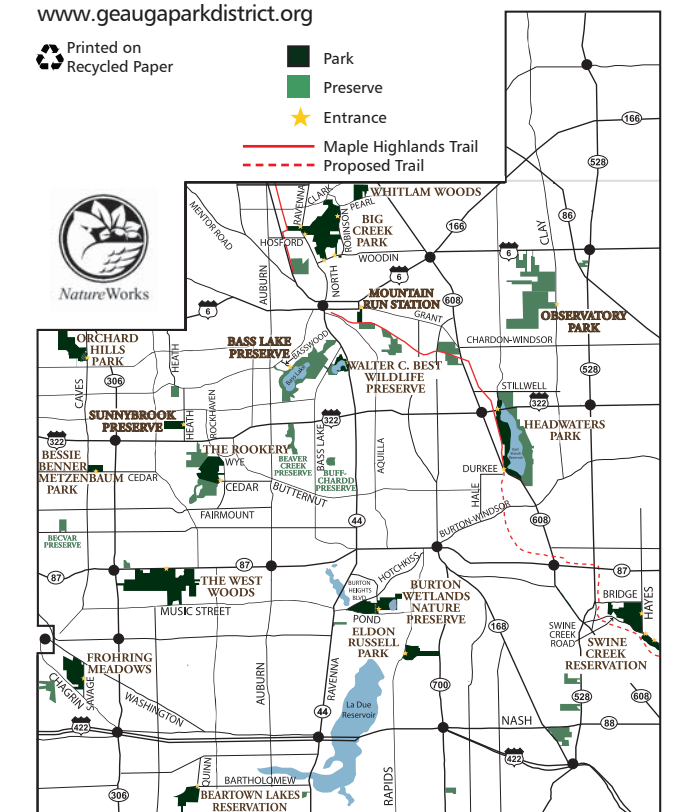 www.geaugaparkdistrict.org
Printed on
Recycled Paper
Park
Preserve
Entrance
Maple Highlands Trail
Proposed Trail
NatureWorks
166
528
86
CLAY
MENTOR ROAD
RAVENNA
CLARK
PEARL
WHITLAM WOODS
ROBINSON
BIG
CREEK
PARK
HOSFORD
WOODIN
166
6
AUBURN
NORTH
6
6
MOUNTAIN
RUN STATION
608
GRANT
OBSERVATORY
PARK
CHARDON-WINDSOR
ORCHARD
HILLS
PARK
HEATH
BASS LAKE
PRESERVE
BASSWOOD
Bass Lake
WALTER C. BEST
WILDLIFE
PRESERVE
528
CAVES
306
STILLWELL
322
SUNNYBROOK
PRESERVE
HEATH
ROCKHAVEN
322
HEADWATERS
PARK
322
BESSIE
BENNER
METZENBAUM
PARK
CEDAR
THE ROOKERY
WYE
CEDAR
BEAVER
CREEK
PRESERVE
BASS LAKE
BUFF-
CHARDD
PRESERVE
AQUILLA
DURKEE
HALE
BUTTERNUT
FAIRMOUNT
44
BURTON-WINDSOR
608
BECVAR
PRESERVE
87
87
87
THE WEST
WOODS
MUSIC STREET
HOTCHKISS
BURTON
HEIGHTS
BLVD.
BURTON
WETLANDS
NATURE
PRESERVE
POND
ELDON
RUSSELL
PARK
BRIDGE
HAYES
168
SWINE
CREEK
ROAD
SWINE
CREEK
RESERVATION
FROHRING
MEADOWS
CHAGRIN
SAVAGE
WASHINGTON
AUBURN
RAVENNA
700
528
608
La Due
Reservoir
44
NASH
88
422
422
QUINN
BARTHOLOMEW
306
BEARTOWN LAKES
RESERVATION
RAPIDS